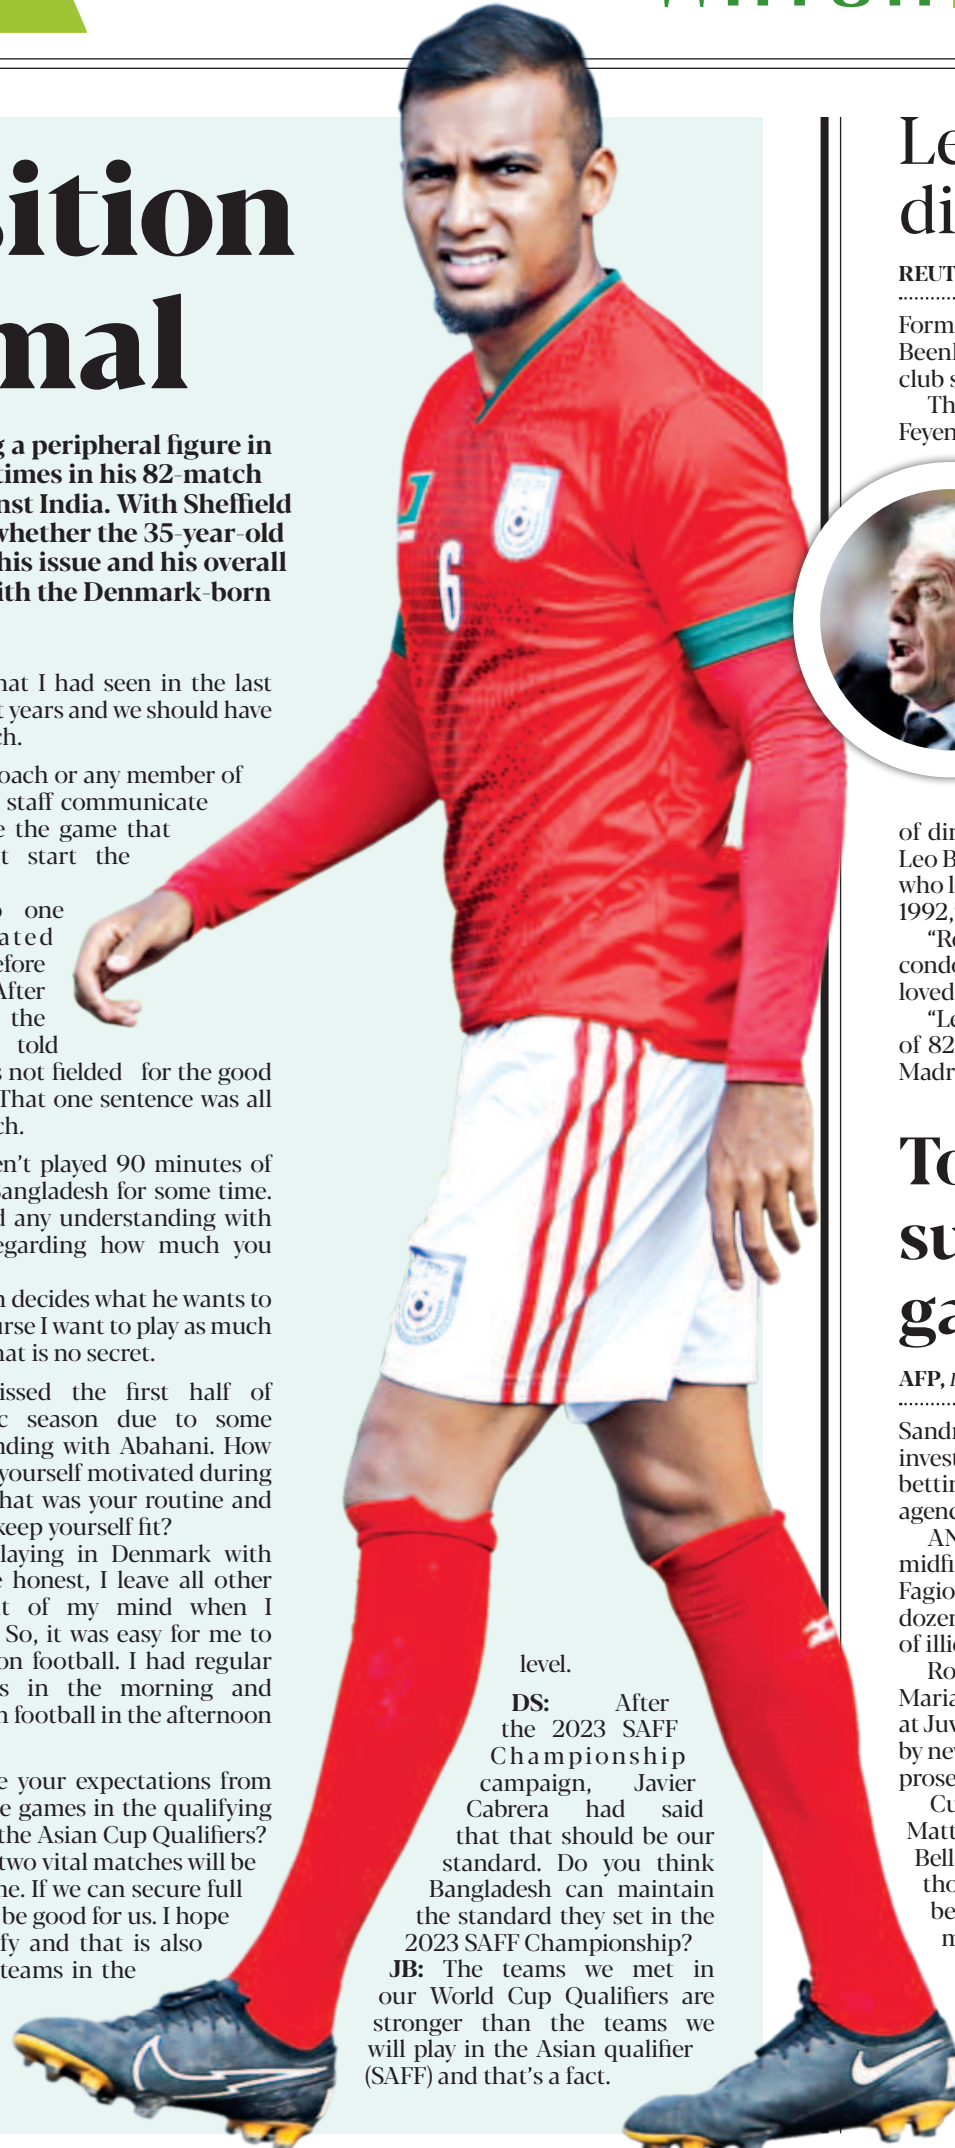 ition
mal
g a peripheral figure in
times in his 82-match
nst India. With Sheffield
whether the 35-year-old
his issue and his overall
ith the Denmark-born
hat I had seen in the last
t years and we should have
ch.
oach or any member of
staff communicate
e the game that
t start the
o one
ated
efore
After
the
told
s not fielded for the good
That one sentence was all
ch.
en't played 90 minutes of
Bangladesh for some time.
d any understanding with
egarding how much you
n decides what he wants to
urse I want to play as much
hat is no secret.
issed the first half of
c season due to some
nding with Abahani. How
yourself motivated during
hat was your routine and
keep yourself fit?
laying in Denmark with
e honest, I leave all other
t of my mind when I
So, it was easy for me to
on football. I had regular
s in the morning and
n football in the afternoon
e your expectations from
e games in the qualifying
the Asian Cup Qualifiers?
two vital matches will be
ne. If we can secure full
be good for us. I hope
fy and that is also
teams in the
6
level.
DS: After
the 2023 SAFF
Championship
campaign, Javier
Cabrera had said
that that should be our
standard. Do you think
Bangladesh can maintain
the standard they set in the
2023 SAFF Championship?
JB: The teams we met in
our World Cup Qualifiers are
stronger than the teams we
will play in the Asian qualifier
(SAFF) and that's a fact.
Le
di
REUT
Form
Been
club s
Th
Feyen
of dir
Leo B
who l
1992,
"Re
conde
loved
"Le
of 82
Madr
To
su
ga
AFP,
Sandr
invest
bettin
agenc
AN
midfi
Fagio
dozer
of illi
Ro
Maria
at Juv
by nev
prose
Cu
Matt
Bell
tho
be
m